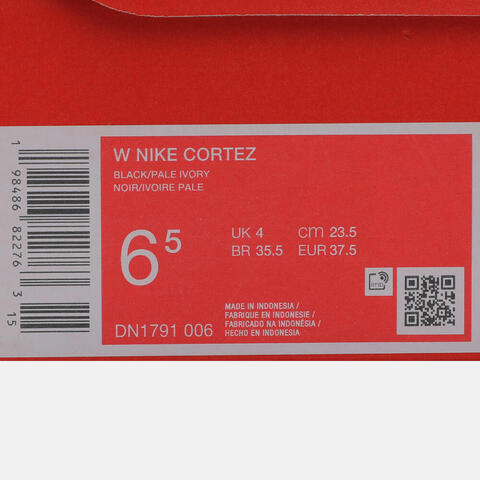 W NIKE CORTEZ
BLACK/PALE IVORY
NOIR/IVOIRE PALE
6⁵
UK 4 cm 23.5
BR 35.5 EUR 37.5
MADE IN INDONESIA /
FABRIQUE EN INDONESIE /
FABRICADO NA INDONÉSIA /
HECHO EN INDONESIA
DN1791 006
1 98486 82276 3 15